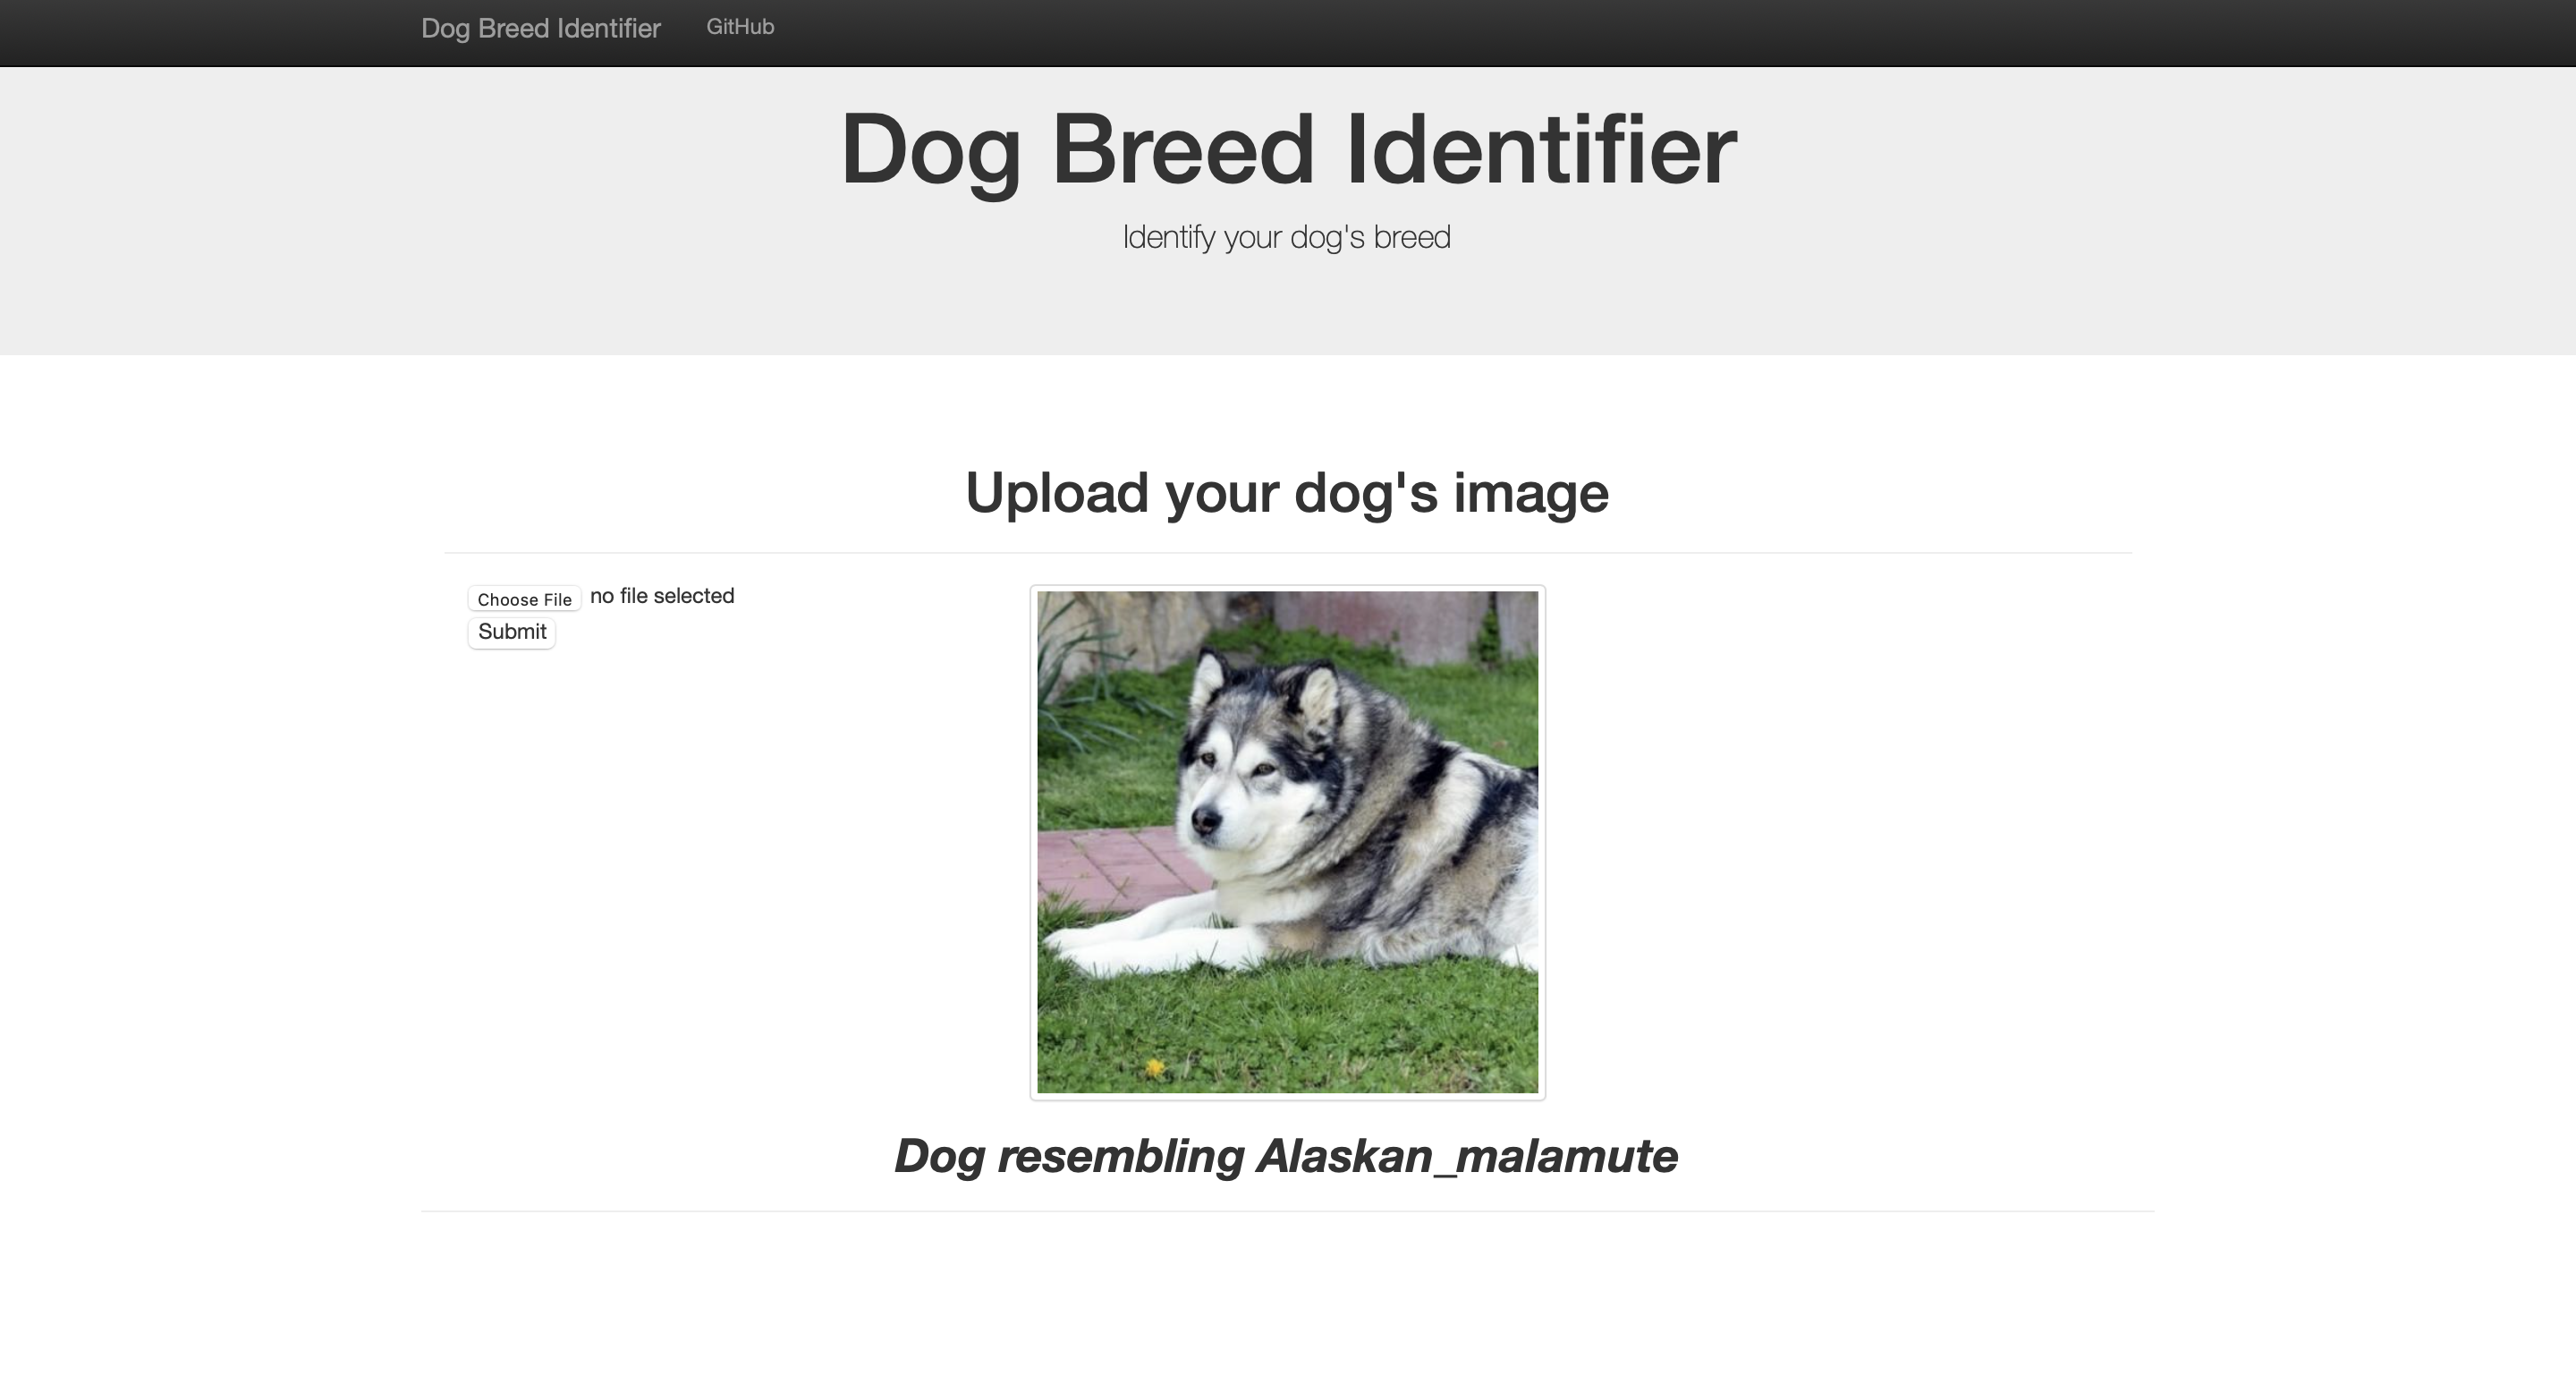 Dog Breed Identifier GitHub
Dog Breed Identifier
Identify your dog's breed
Upload your dog's image
Choose File no file selected
Submit
Dog resembling Alaskan_malamute